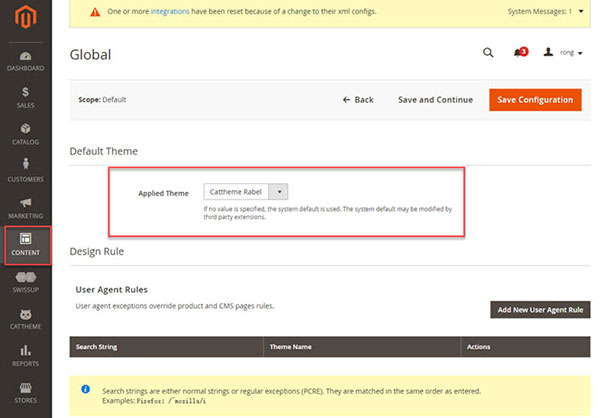 One or more integrations have been reset because of a change to their xml configs.
System Messages: 1
Global
3
rong
Scope: Default
Back
Save and Continue
Save Configuration
Default Theme
Applied Theme
Cattheme Rabel
If no value is specified, the system default is used. The system default may be modified by
third party extensions.
Design Rule
User Agent Rules
User agent exceptions override product and CMS pages rules.
Add New User Agent Rule
Search String
Theme Name
Actions
Search strings are either normal strings or regular exceptions (PCRE). They are matched in the same order as entered.
Examples: Firefox: /^mozilla/i
DASHBOARD
$
SALES
CATALOG
CUSTOMERS
MARKETING
CONTENT
SWISSUP
CATTHEME
REPORTS
STORES